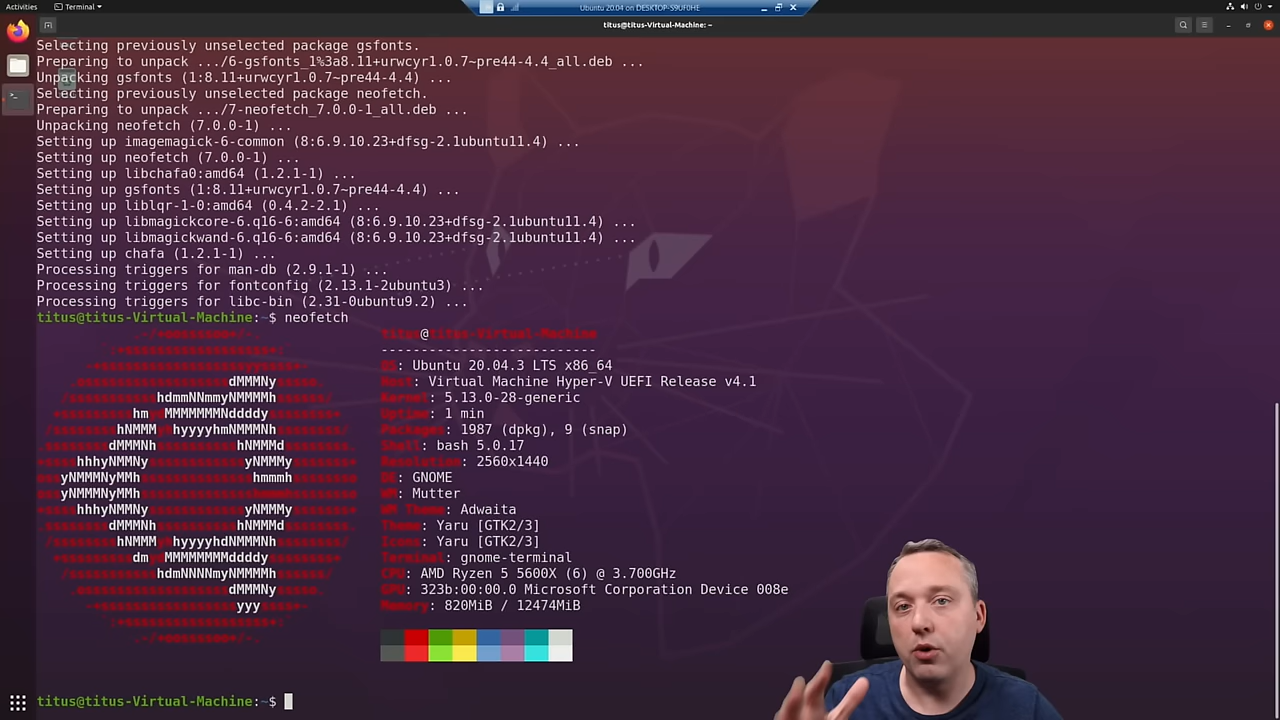 Activities
Terminal
Ubuntu 20.04 on DESKTOP-S9UF0HE
titus@titus-Virtual-Machine: ~
Selecting previously unselected package gsfonts.
Preparing to unpack .../6-gsfonts_1%3a8.11+urwcyr1.0.7~pre44-4.4_all.deb ...
Unpacking gsfonts (1:8.11+urwcyr1.0.7~pre44-4.4) ...
Selecting previously unselected package neofetch.
Preparing to unpack .../7-neofetch_7.0.0-1_all.deb ...
Unpacking neofetch (7.0.0-1) ...
Setting up imagemagick-6-common (8:6.9.10.23+dfsg-2.1ubuntu11.4) ...
Setting up neofetch (7.0.0-1) ...
Setting up libchafa0:amd64 (1.2.1-1) ...
Setting up gsfonts (1:8.11+urwcyr1.0.7~pre44-4.4) ...
Setting up liblqr-1-0:amd64 (0.4.2-2.1) ...
Setting up libmagickcore-6.q16-6:amd64 (8:6.9.10.23+dfsg-2.1ubuntu11.4) ...
Setting up libmagickwand-6.q16-6:amd64 (8:6.9.10.23+dfsg-2.1ubuntu11.4) ...
Setting up chafa (1.2.1-1) ...
Processing triggers for man-db (2.9.1-1) ...
Processing triggers for fontconfig (2.13.1-2ubuntu3) ...
Processing triggers for libc-bin (2.31-0ubuntu9.2) ...
titus@titus-Virtual-Machine:~$ neofetch
titus@titus-Virtual-Machine
---------------------------
OS: Ubuntu 20.04.3 LTS x86_64
Host: Virtual Machine Hyper-V UEFI Release v4.1
Kernel: 5.13.0-28-generic
Uptime: 1 min
Packages: 1987 (dpkg), 9 (snap)
Shell: bash 5.0.17
Resolution: 2560x1440
DE: GNOME
WM: Mutter
WM Theme: Adwaita
Theme: Yaru [GTK2/3]
Icons: Yaru [GTK2/3]
Terminal: gnome-terminal
CPU: AMD Ryzen 5 5600X (6) @ 3.700GHz
GPU: 323b:00:00.0 Microsoft Corporation Device 008e
Memory: 820MiB / 12474MiB
titus@titus-Virtual-Machine:~$